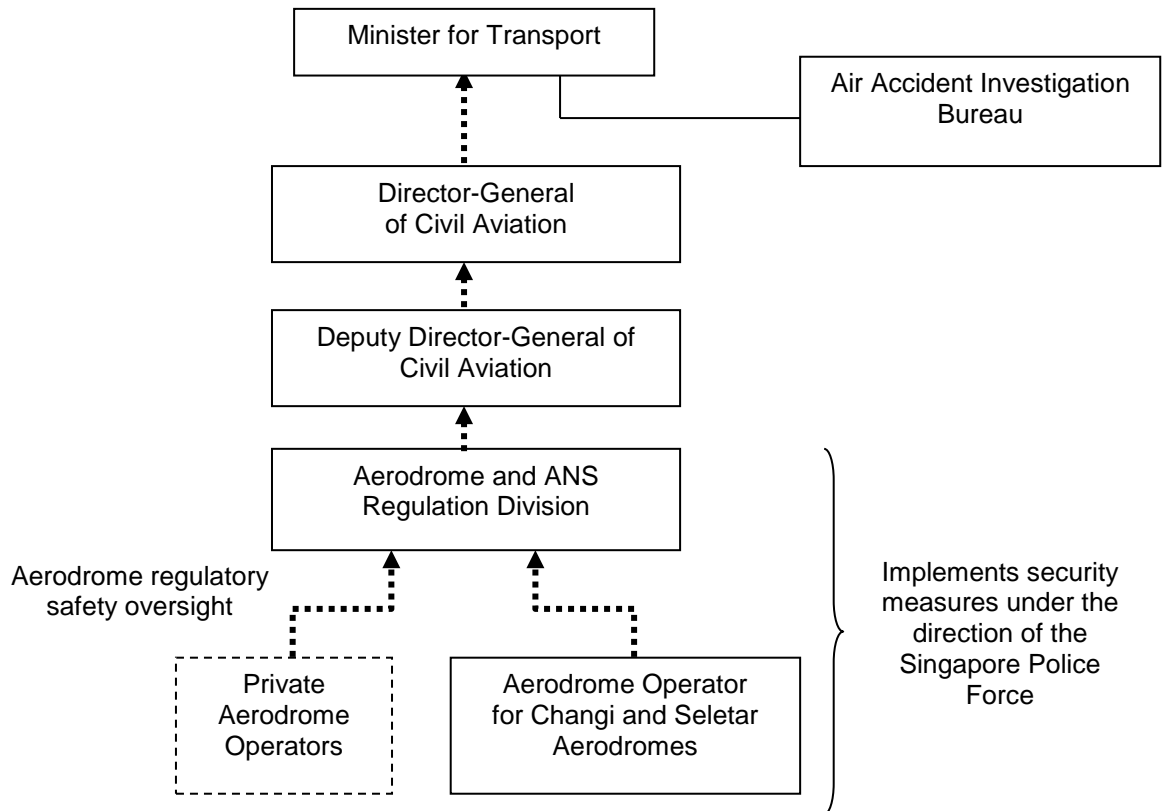 Minister for Transport
Air Accident Investigation
Bureau
Director-General
of Civil Aviation
Deputy Director-General of
Civil Aviation
Aerodrome and ANS
Regulation Division
Aerodrome regulatory
safety oversight
Implements security
measures under the
direction of the
Singapore Police
Force
Private
Aerodrome
Operators
Aerodrome Operator
for Changi and Seletar
Aerodromes